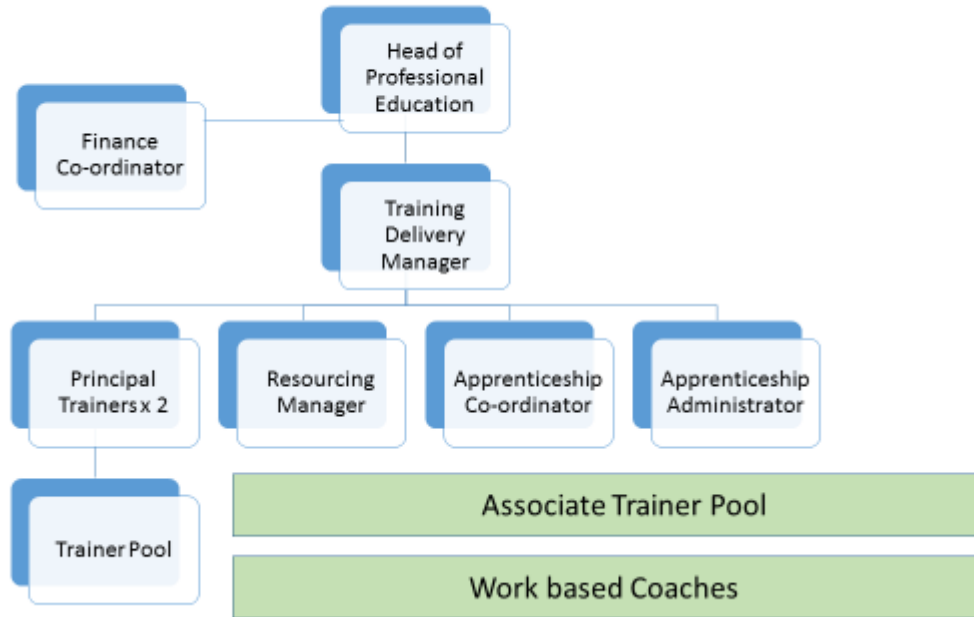 Head of
Professional
Education
Finance
Co-ordinator
Training
Delivery
Manager
Principal
Trainers x 2
Resourcing
Manager
Apprenticeship
Co-ordinator
Apprenticeship
Administrator
Trainer Pool
Associate Trainer Pool
Work based Coaches